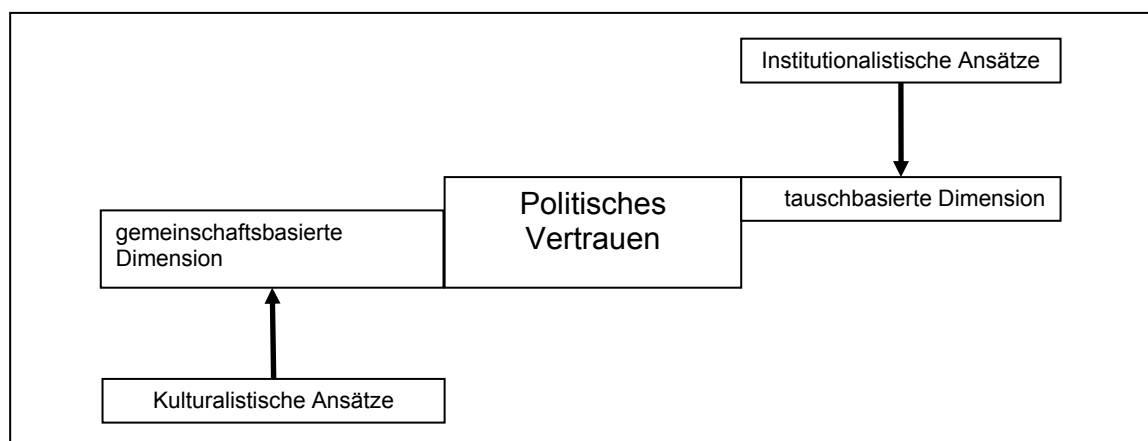 Institutionalistische Ansätze
Politisches
Vertrauen
tauschbasierte Dimension
gemeinschaftsbasierte
Dimension
Kulturalistische Ansätze